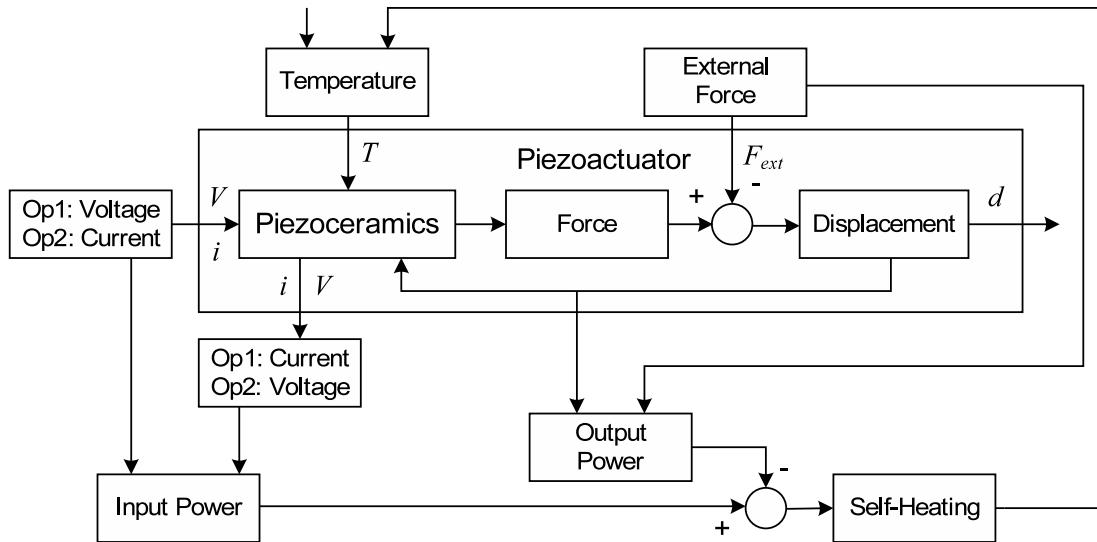 Temperature
External
Force
T
Piezoactuator
F_ext
-
+
V
i
Op1: Voltage
Op2: Current
Piezoceramics
Force
Displacement
d
i V
Op1: Current
Op2: Voltage
Output
Power
-
+
Input Power
Self-Heating